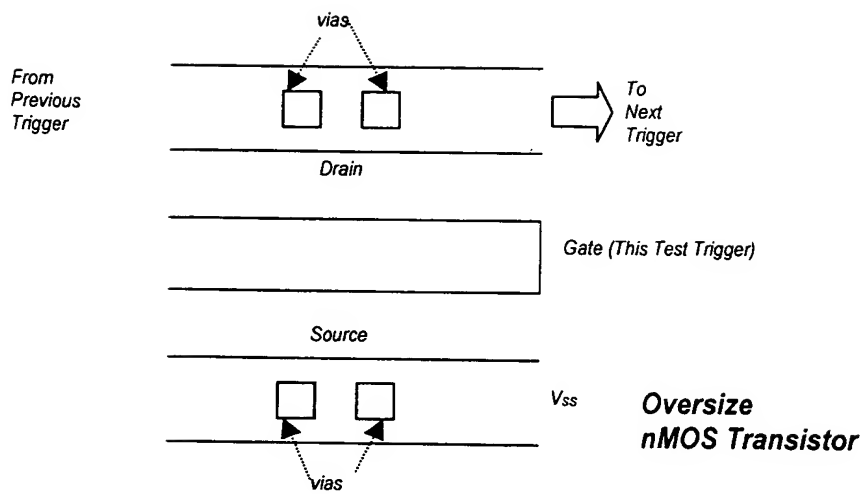 vias
From
Previous
Trigger
To
Next
Trigger
Drain
Gate (This Test Trigger)
Source
Vss
Oversize
nMOS Transistor
vias